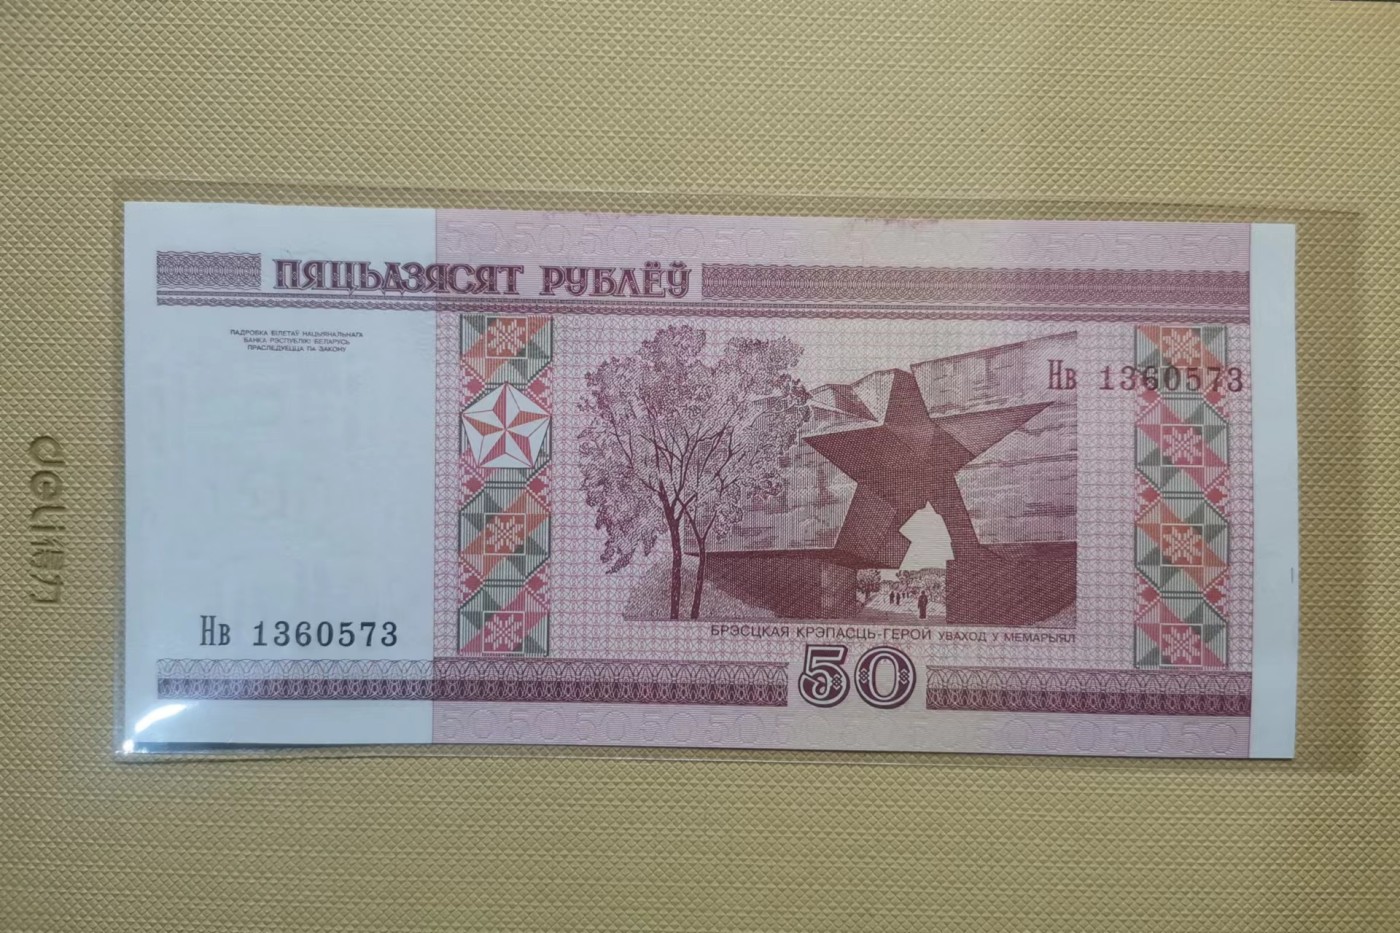 ПЯЦЬДЗЯСЯТ РУБЛЁЎ
ПАДРОБКА БІЛЕТАЎ НАЦЫЯНАЛЬНАГА
БАНКА РЭСПУБЛІКІ БЕЛАРУСЬ
ПРАСЛЕДУЕЦЦА ПА ЗАКОНУ
Нв 1360573
Нв 1360573
БРЭСЦКАЯ КРЭПАСЦЬ-ГЕРОЙ УВАХОД У МЕМАРЫЯЛ
50
deli